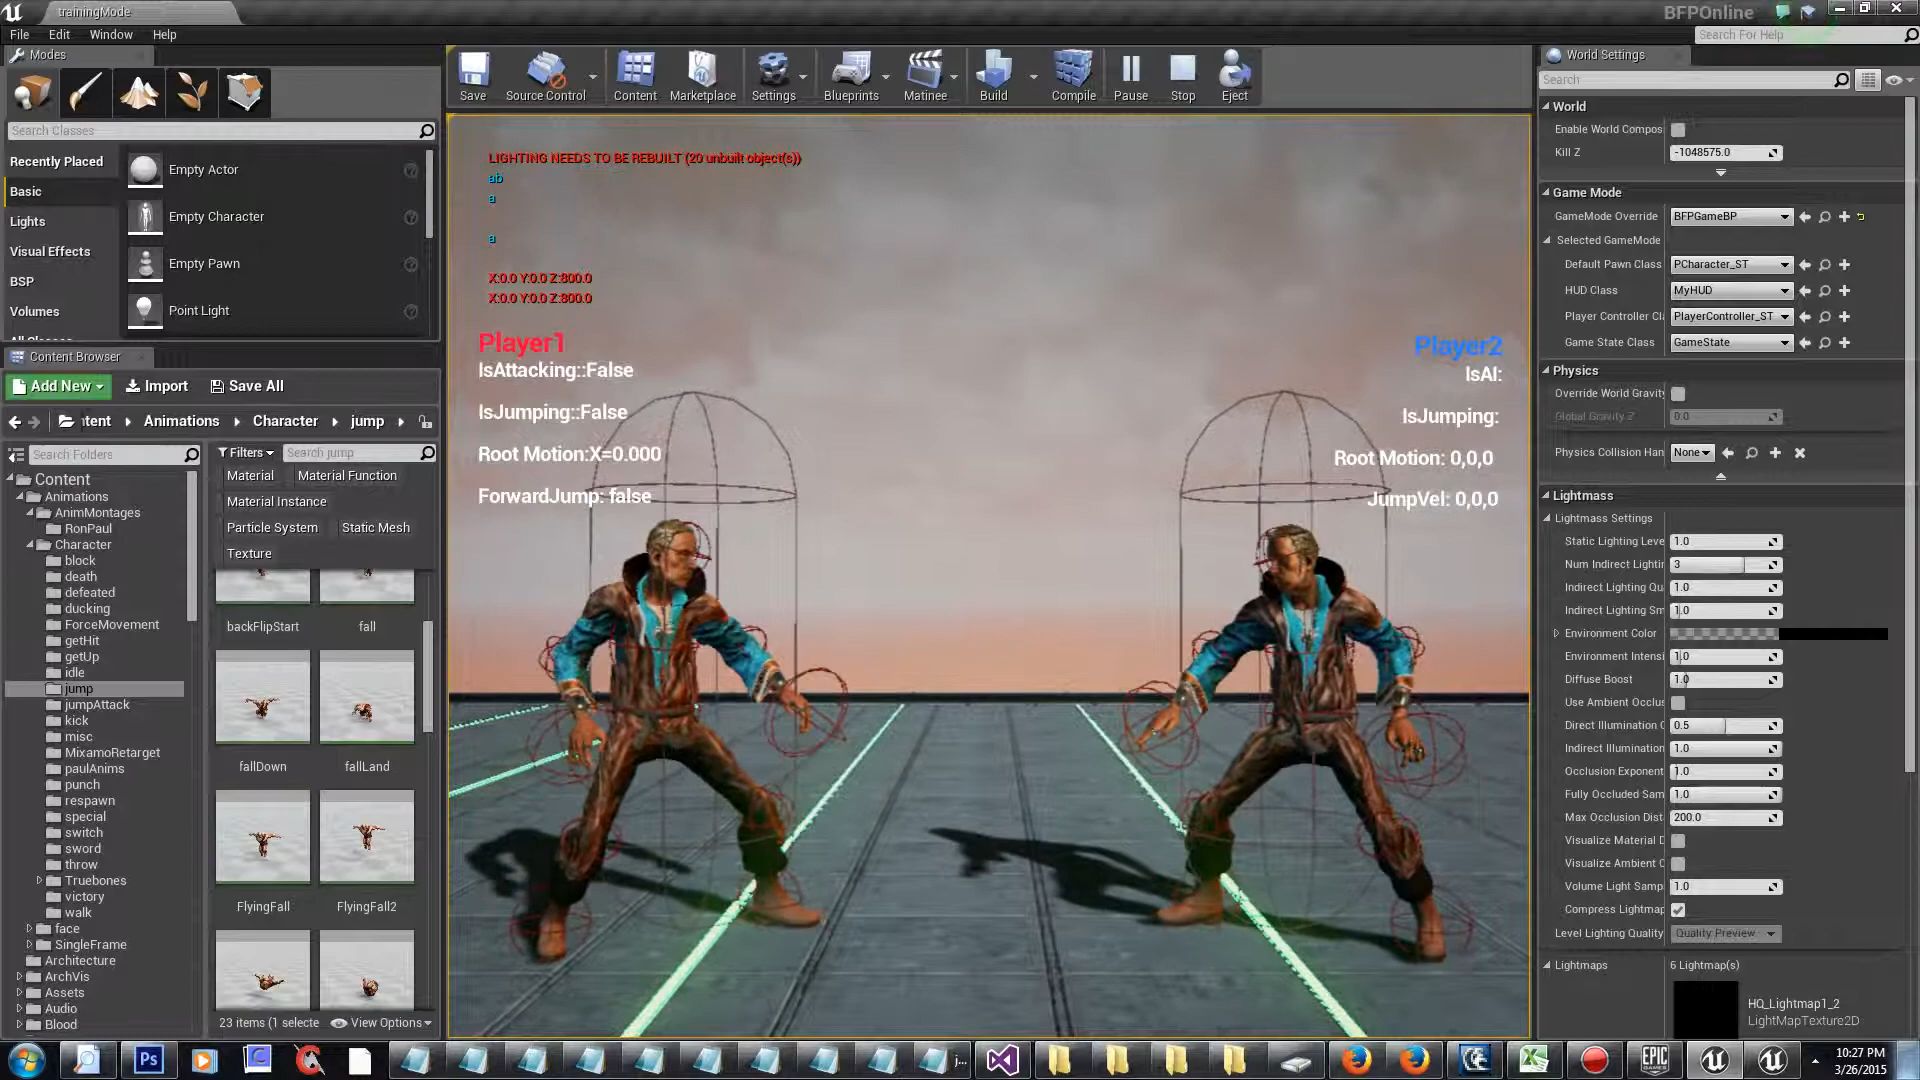 trainingMode
BFPOnline
File Edit Window Help
Search For Help
Modes
Search Classes
Recently Placed
Basic
Lights
Visual Effects
BSP
Volumes
Empty Actor
Empty Character
Empty Pawn
Point Light
Content Browser
Add New Import Save All
ntent Animations Character jump
Search Folders
Content
Animations
AnimMontages
RonPaul
Character
block
death
defeated
ducking
ForceMovement
getHit
getUp
idle
jump
jumpAttack
kick
misc
MixamoRetarget
paulAnims
punch
respawn
special
switch
sword
throw
Truebones
victory
walk
face
SingleFrame
Architecture
ArchVis
Assets
Audio
Blood
Filters Search jump
Material Material Function
Material Instance
Particle System Static Mesh
Texture
backFlipStart fall
fallDown fallLand
FlyingFall FlyingFall2
23 items (1 selecte View Options
Save Source Control Content Marketplace Settings Blueprints Matinee Build Compile Pause Stop Eject
LIGHTING NEEDS TO BE REBUILT (20 unbuilt object(s))
ab
a
a
X:0.0 Y:0.0 Z:800.0
X:0.0 Y:0.0 Z:800.0
Player1
IsAttacking::False
IsJumping::False
Root Motion:X=0.000
ForwardJump: false
Player2
IsAI:
IsJumping:
Root Motion: 0,0,0
JumpVel: 0,0,0
World Settings
Search
World
Enable World Compos
Kill Z -1048575.0
Game Mode
GameMode Override BFPGameBP
Selected GameMode
Default Pawn Class PCharacter_ST
HUD Class MyHUD
Player Controller Cla PlayerController_ST
Game State Class GameState
Physics
Override World Gravity
Global Gravity Z 0.0
Physics Collision Han None
Lightmass
Lightmass Settings
Static Lighting Leve 1.0
Num Indirect Lightin 3
Indirect Lighting Qu 1.0
Indirect Lighting Sm 1.0
Environment Color
Environment Intensi 1.0
Diffuse Boost 1.0
Use Ambient Occlus
Direct Illumination O 0.5
Indirect Illumination 1.0
Occlusion Exponent 1.0
Fully Occluded Sam 1.0
Max Occlusion Dist 200.0
Visualize Material D
Visualize Ambient O
Volume Light Samp 1.0
Compress Lightmap
Level Lighting Quality Quality: Preview
Lightmaps 6 Lightmap(s)
HQ_Lightmap1_2
LightMapTexture2D
Ps
j...
EPIC GAMES
10:27 PM
3/26/2015